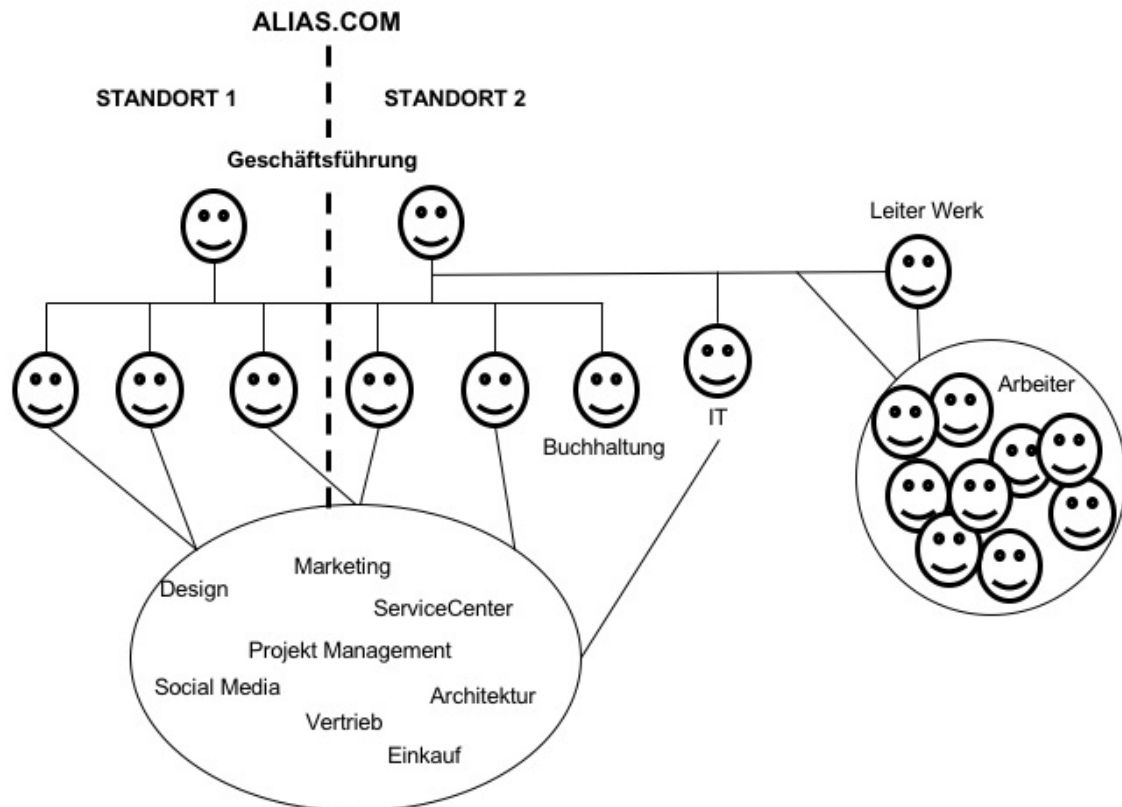 ALIAS.COM
STANDORT 1
STANDORT 2
Geschäftsführung
Leiter Werk
Arbeiter
IT
Buchhaltung
Marketing
Design
ServiceCenter
Projekt Management
Social Media
Architektur
Vertrieb
Einkauf